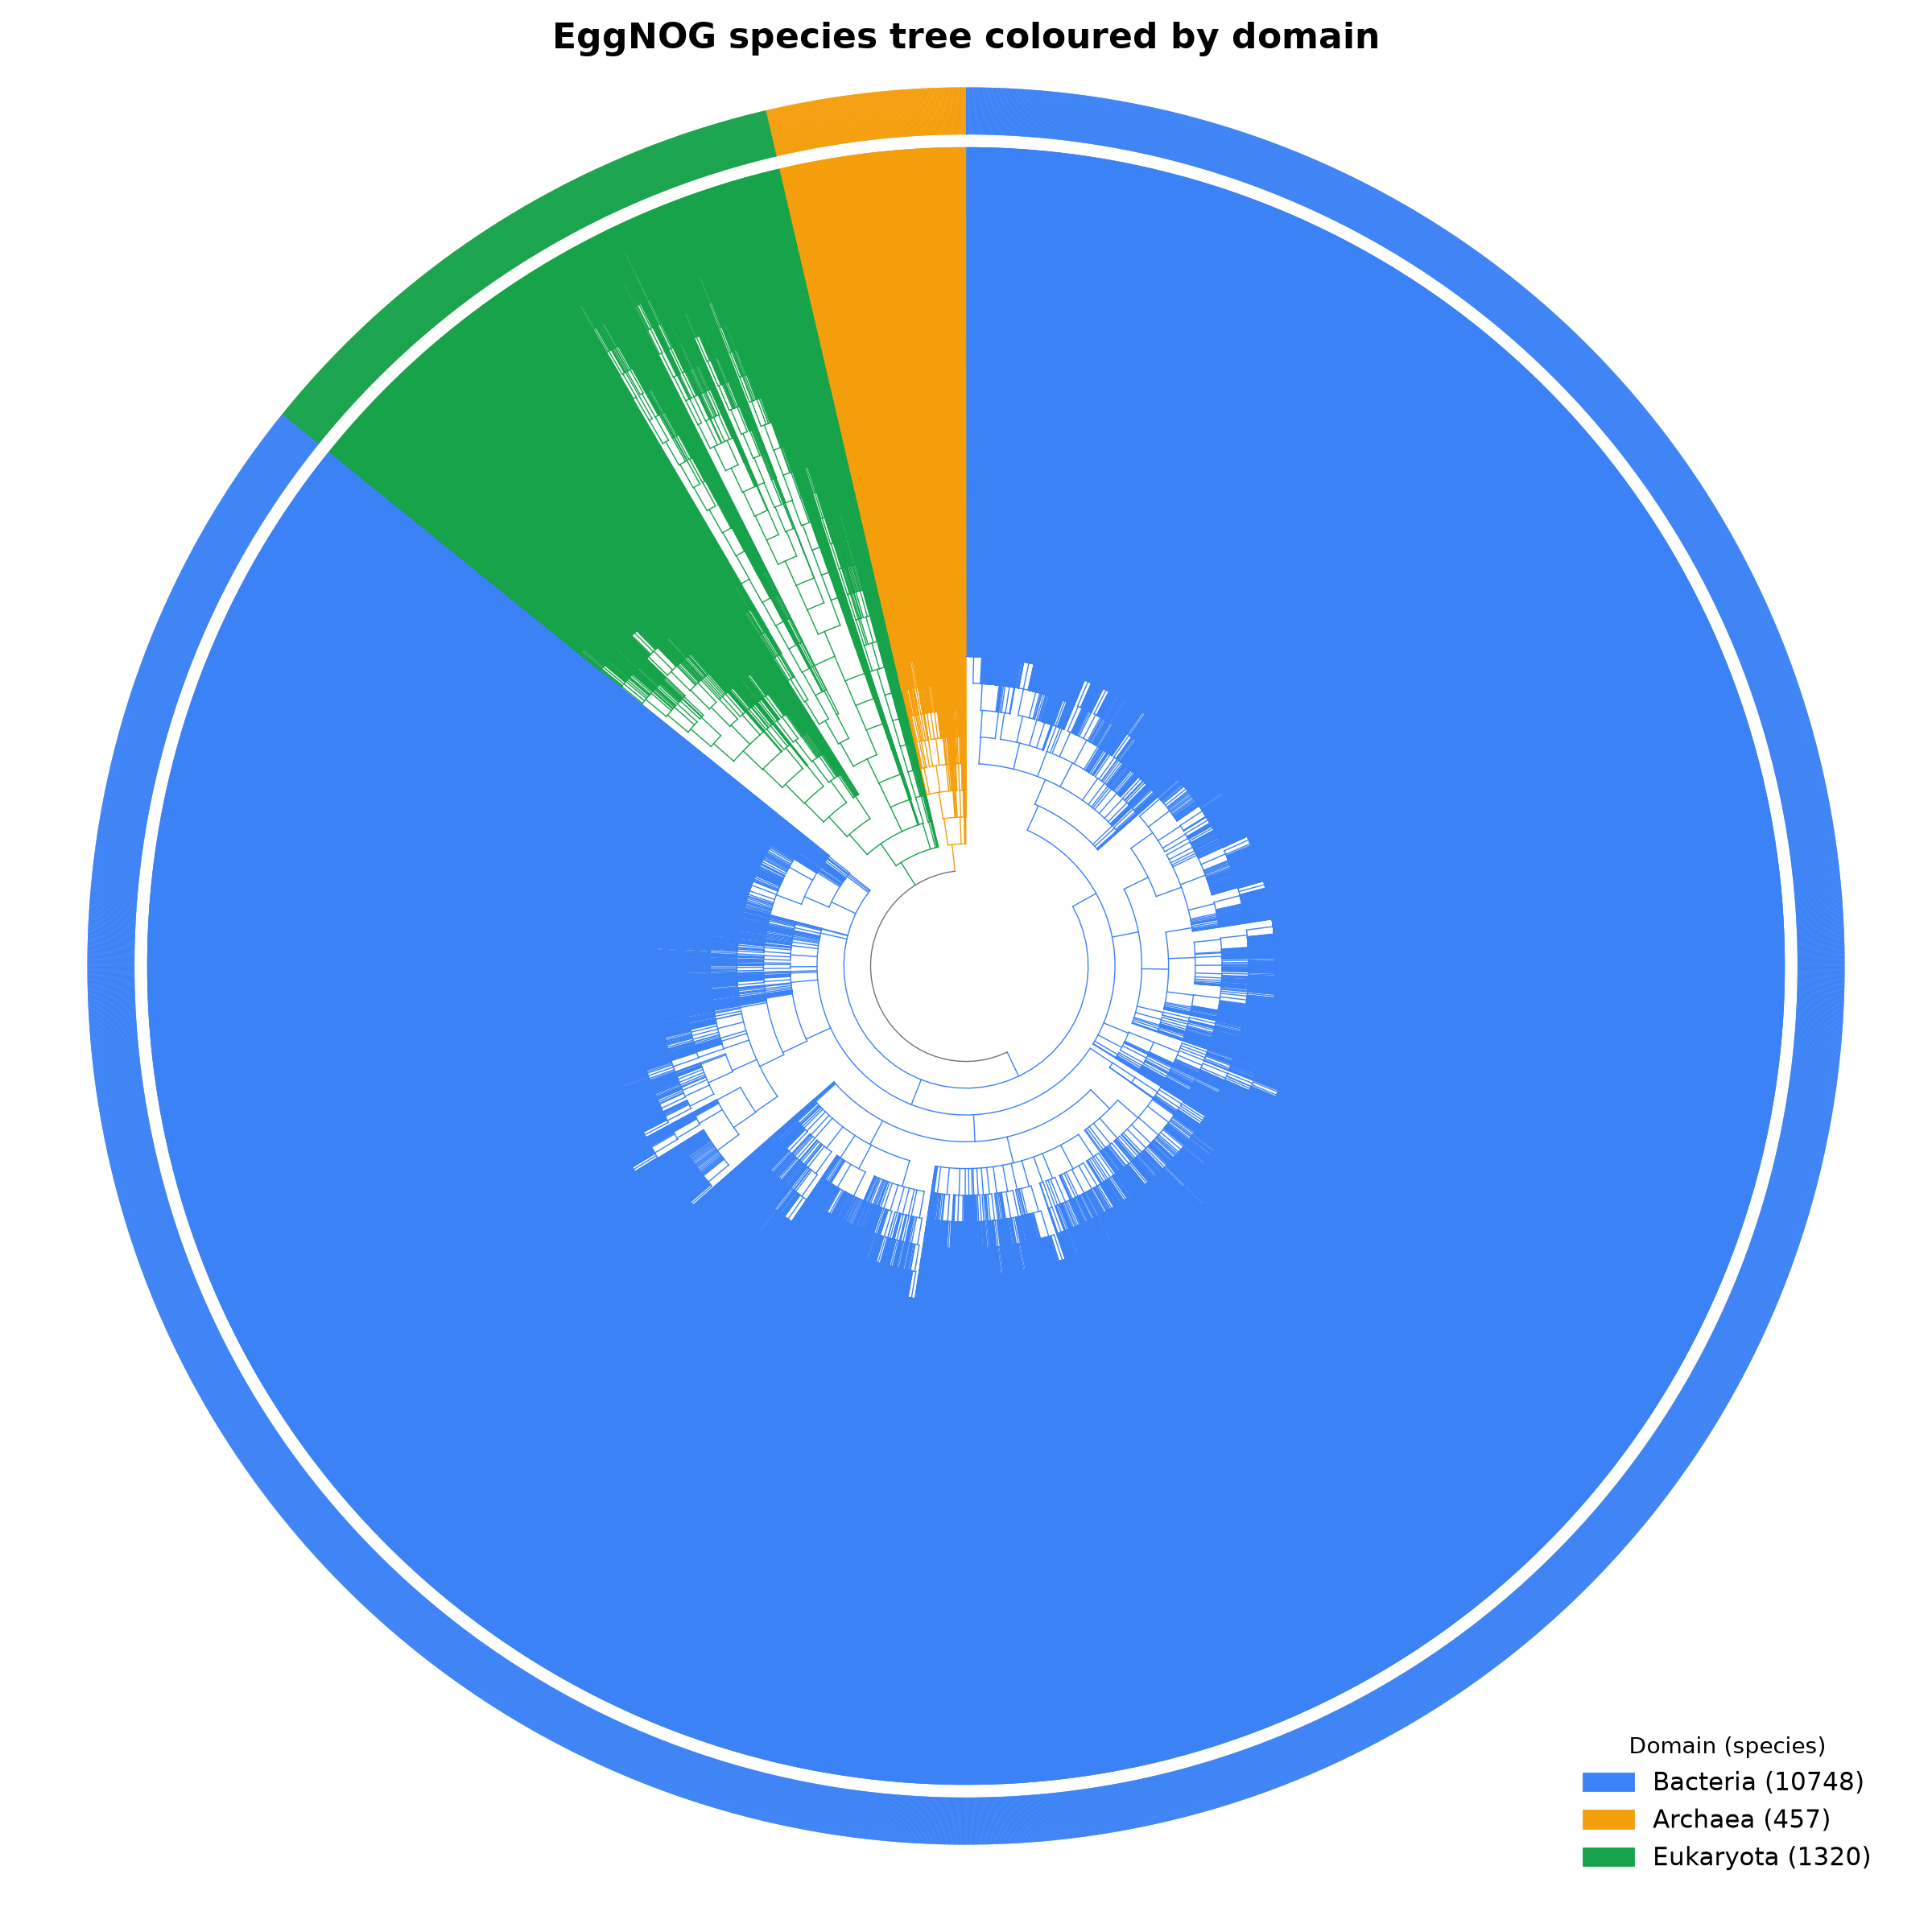 EggNOG species tree coloured by domain
Domain (species)
Bacteria (10748)
Archaea (457)
Eukaryota (1320)